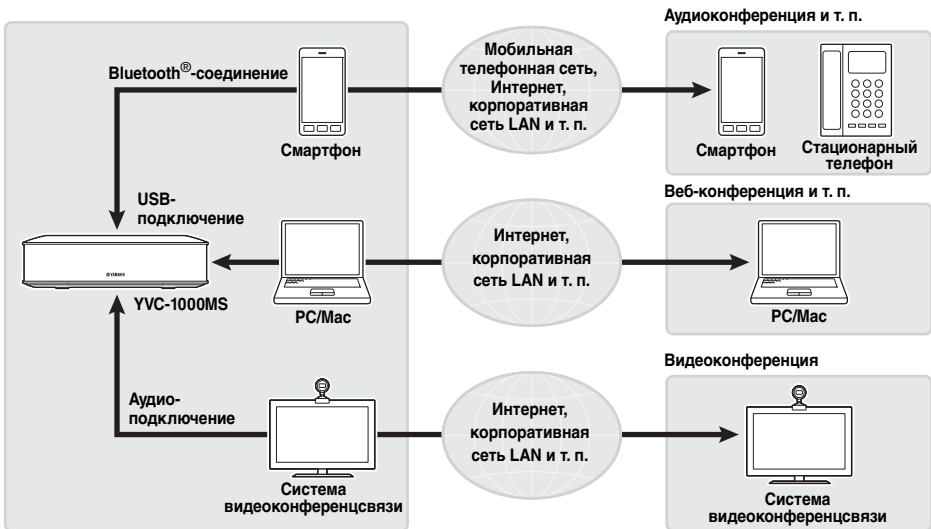 Аудиоконференция и т. п.
Bluetooth®-соединение
Смартфон
Мобильная
телефонная сеть,
Интернет,
корпоративная
сеть LAN и т. п.
Смартфон
Стационарный
телефон
USB-
подключение
YAMAHA
YVC-1000MS
PC/Mac
Интернет,
корпоративная
сеть LAN и т. п.
Веб-конференция и т. п.
PC/Mac
Аудио-
подключение
Система
видеоконференцсвязи
Интернет,
корпоративная
сеть LAN и т. п.
Видеоконференция
Система
видеоконференцсвязи